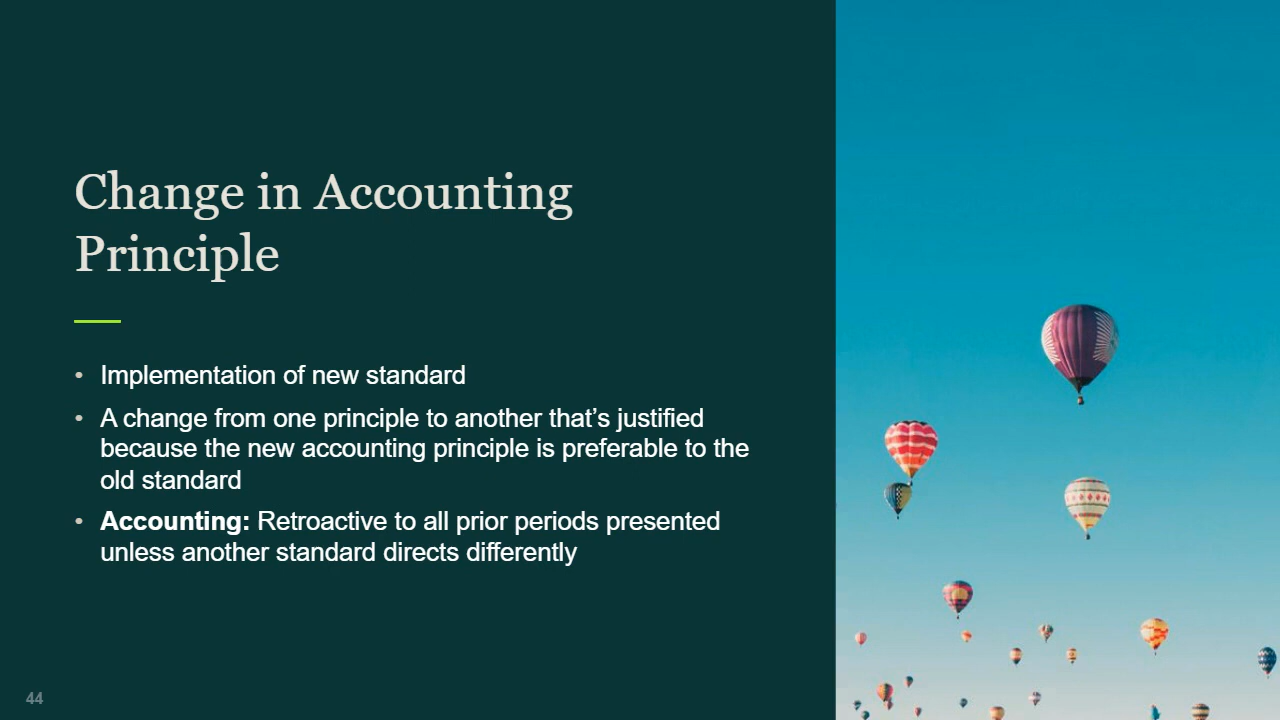 Change in Accounting
Principle
• Implementation of new standard
• A change from one principle to another that’s justified
because the new accounting principle is preferable to the
old standard
• Accounting: Retroactive to all prior periods presented
unless another standard directs differently
44